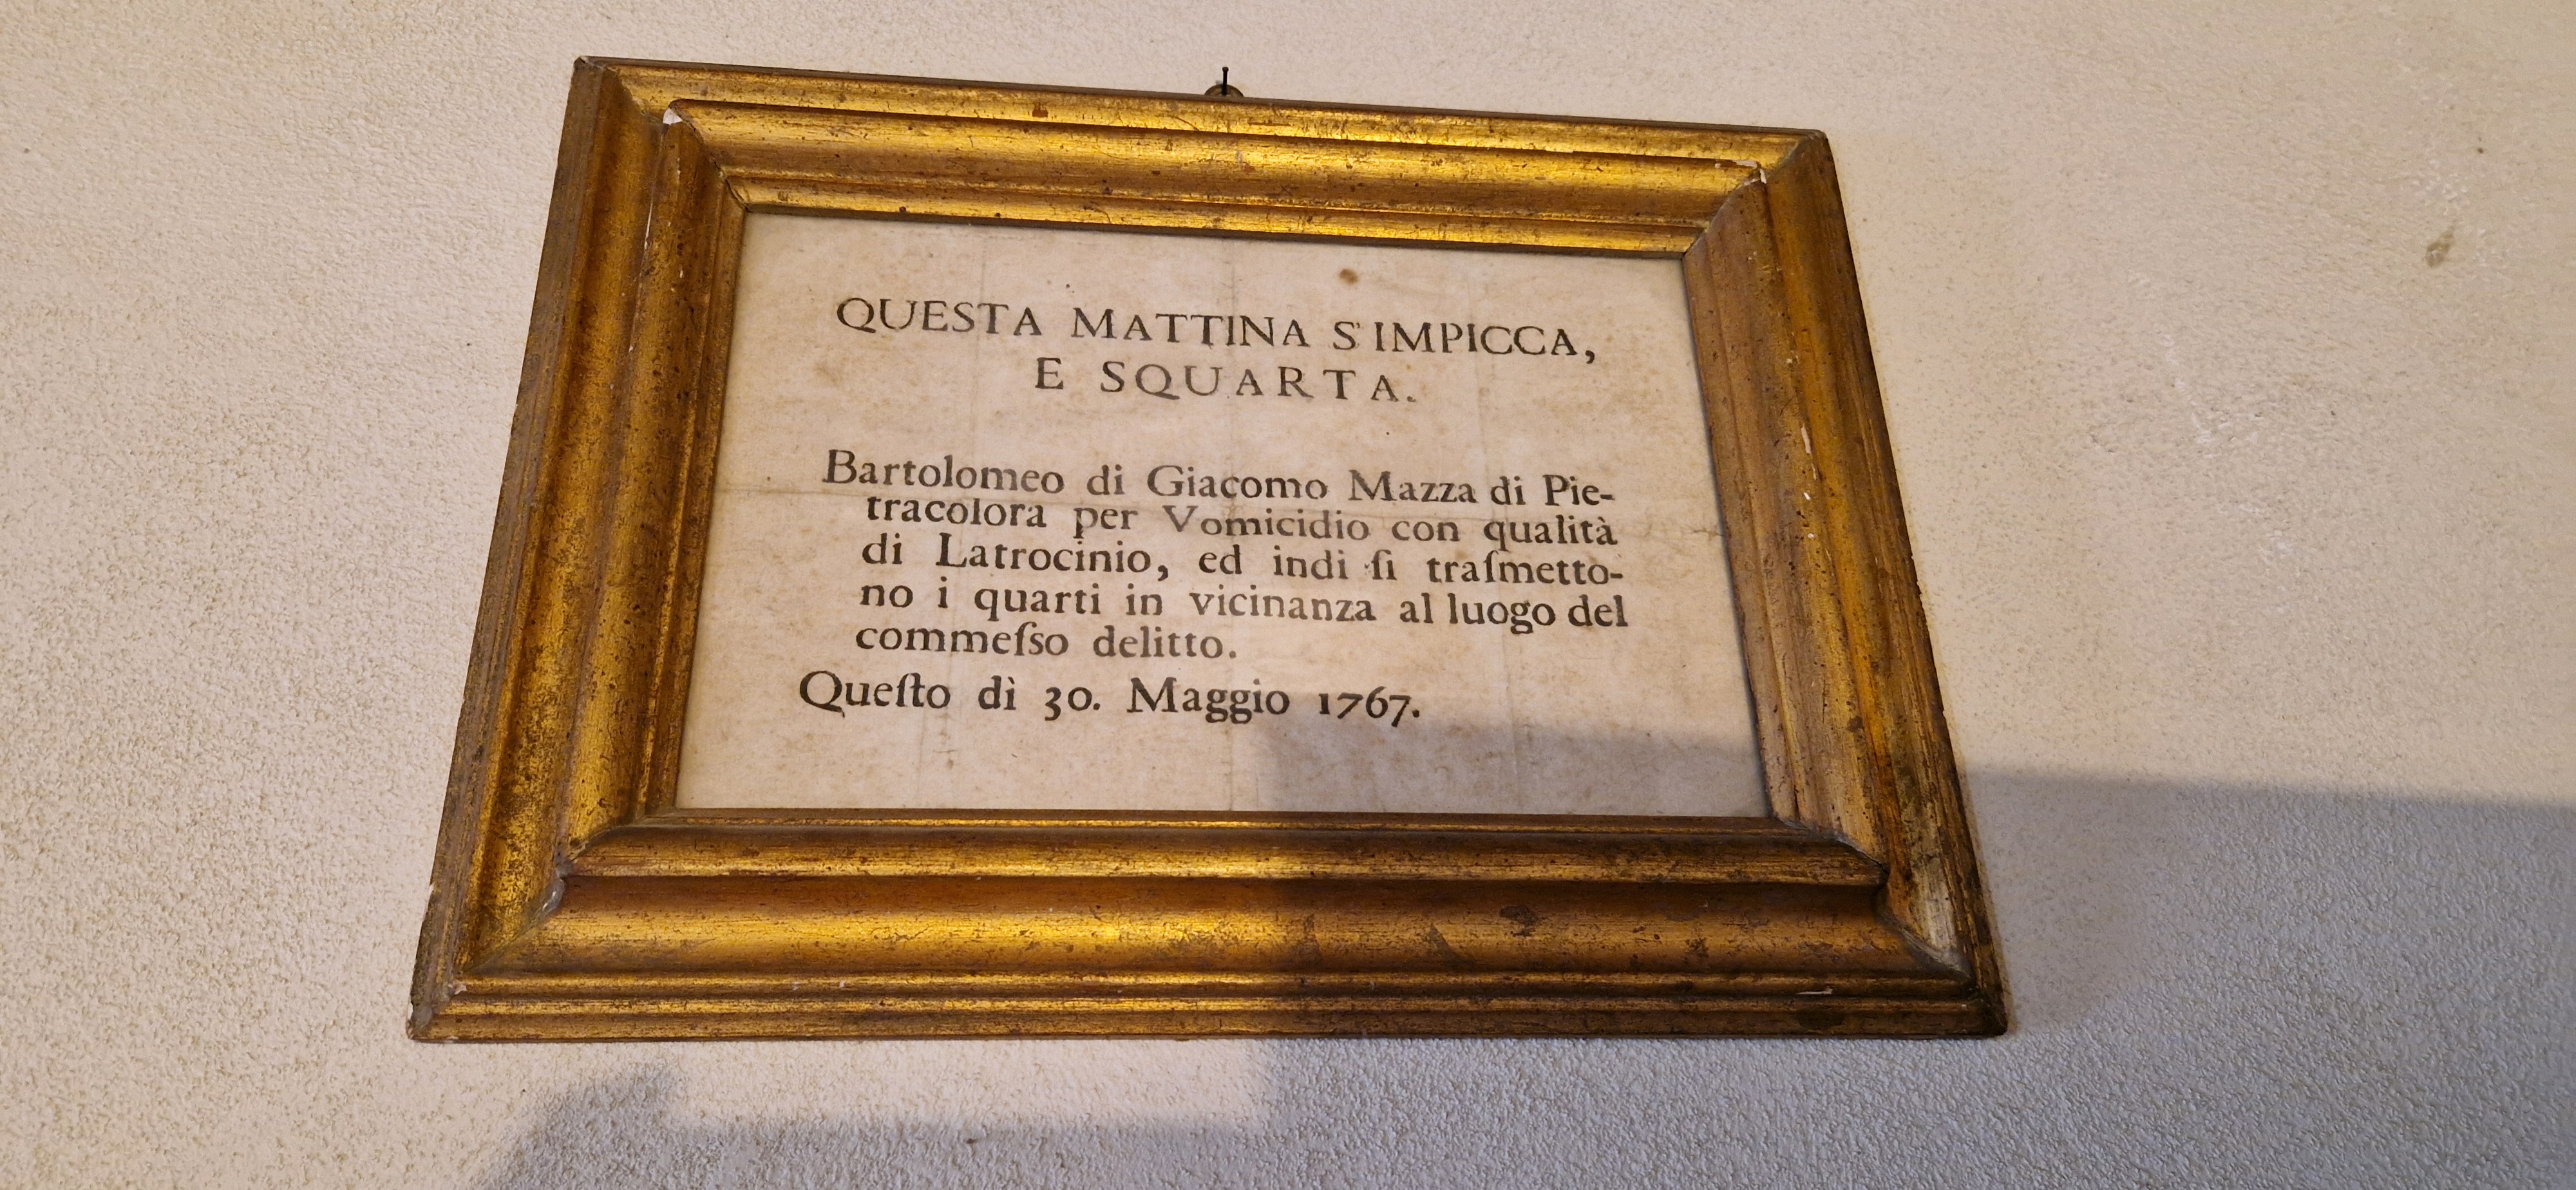 QUESTA MATTINA S'IMPICCA,
E SQUARTA.
Bartolomeo di Giacomo Mazza di Pie-
tracolora per Vomicidio con qualità
di Latrocinio, ed indi ſi traſmetto-
no i quarti in vicinanza al luogo del
commeſso delitto.
Queſto dì 30. Maggio 1767.